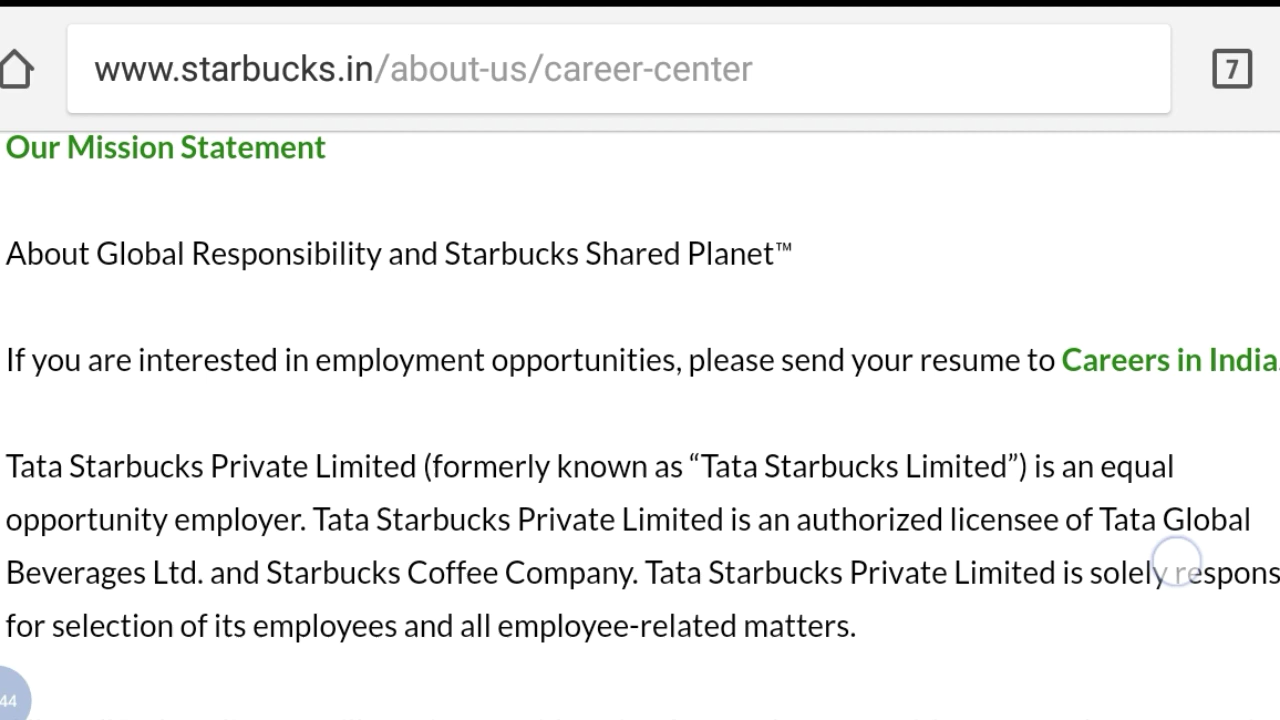 www.starbucks.in/about-us/career-center
7
Our Mission Statement
About Global Responsibility and Starbucks Shared Planet™
If you are interested in employment opportunities, please send your resume to Careers in India.
Tata Starbucks Private Limited (formerly known as “Tata Starbucks Limited”) is an equal
opportunity employer. Tata Starbucks Private Limited is an authorized licensee of Tata Global
Beverages Ltd. and Starbucks Coffee Company. Tata Starbucks Private Limited is solely respons
for selection of its employees and all employee-related matters.
44